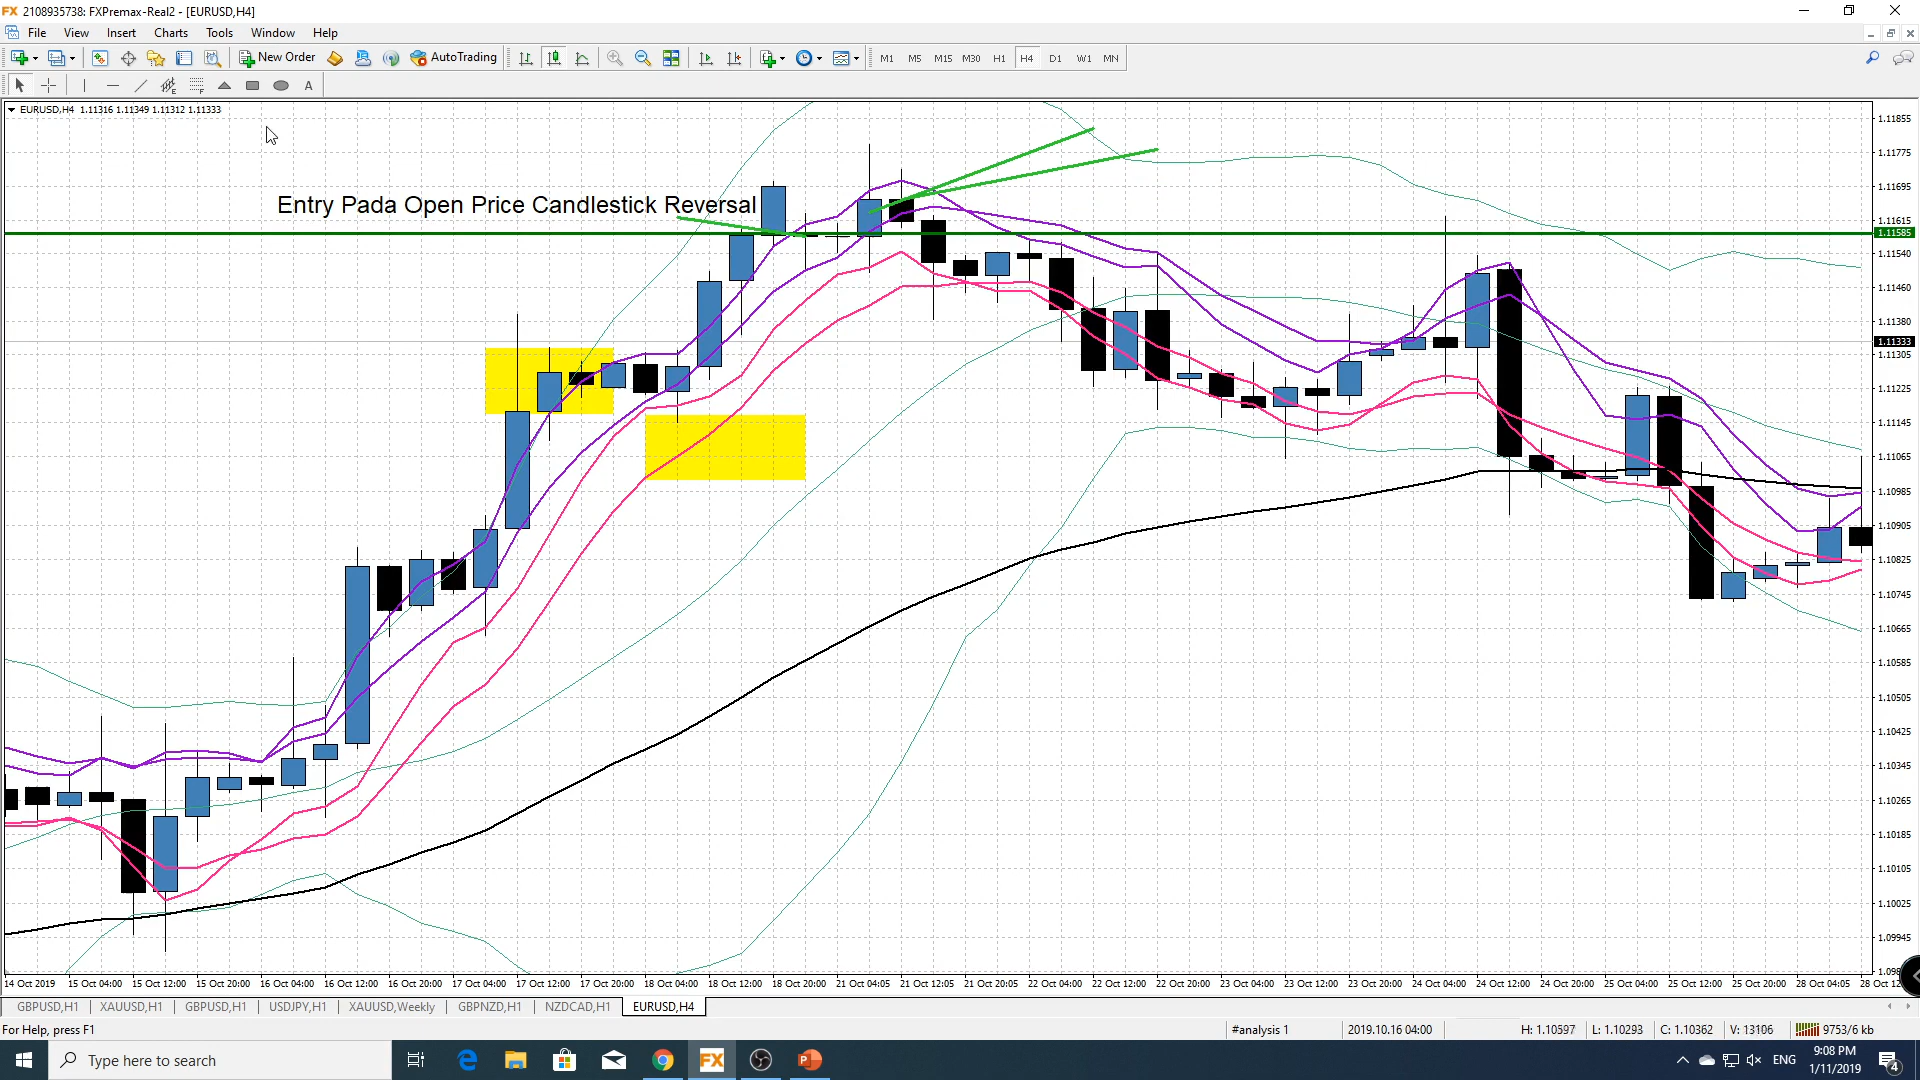 FX 2108935738: FXPremax-Real2 - [EURUSD,H4]
File View Insert Charts Tools Window Help
New Order AutoTrading M1 M5 M15 M30 H1 H4 D1 W1 MN
A
EURUSD,H4 1.11316 1.11349 1.11312 1.11333
Entry Pada Open Price Candlestick Reversal
1.11855
1.11775
1.11695
1.11615
1.11585
1.11540
1.11460
1.11380
1.11333
1.11305
1.11225
1.11145
1.11065
1.10985
1.10905
1.10825
1.10745
1.10665
1.10585
1.10505
1.10425
1.10345
1.10265
1.10185
1.10105
1.10025
1.09945
14 Oct 2019 15 Oct 04:00 15 Oct 12:00 15 Oct 20:00 16 Oct 04:00 16 Oct 12:00 16 Oct 20:00 17 Oct 04:00 17 Oct 12:00 17 Oct 20:00 18 Oct 04:00 18 Oct 12:00 18 Oct 20:00 21 Oct 04:05 21 Oct 12:05 21 Oct 20:05 22 Oct 04:00 22 Oct 12:00 22 Oct 20:00 23 Oct 04:00 23 Oct 12:00 23 Oct 20:00 24 Oct 04:00 24 Oct 12:00 24 Oct 20:00 25 Oct 04:00 25 Oct 12:00 25 Oct 20:00 28 Oct 04:05 28 Oct 12
GBPUSD,H1 XAUUSD,H1 GBPUSD,H1 USDJPY,H1 XAUUSD,Weekly GBPNZD,H1 NZDCAD,H1 EURUSD,H4
For Help, press F1 #analysis 1 2019.10.16 04:00 H: 1.10597 L: 1.10293 C: 1.10362 V: 13106 9753/6 kb
Type here to search FX ENG 9:08 PM
1/11/2019 4